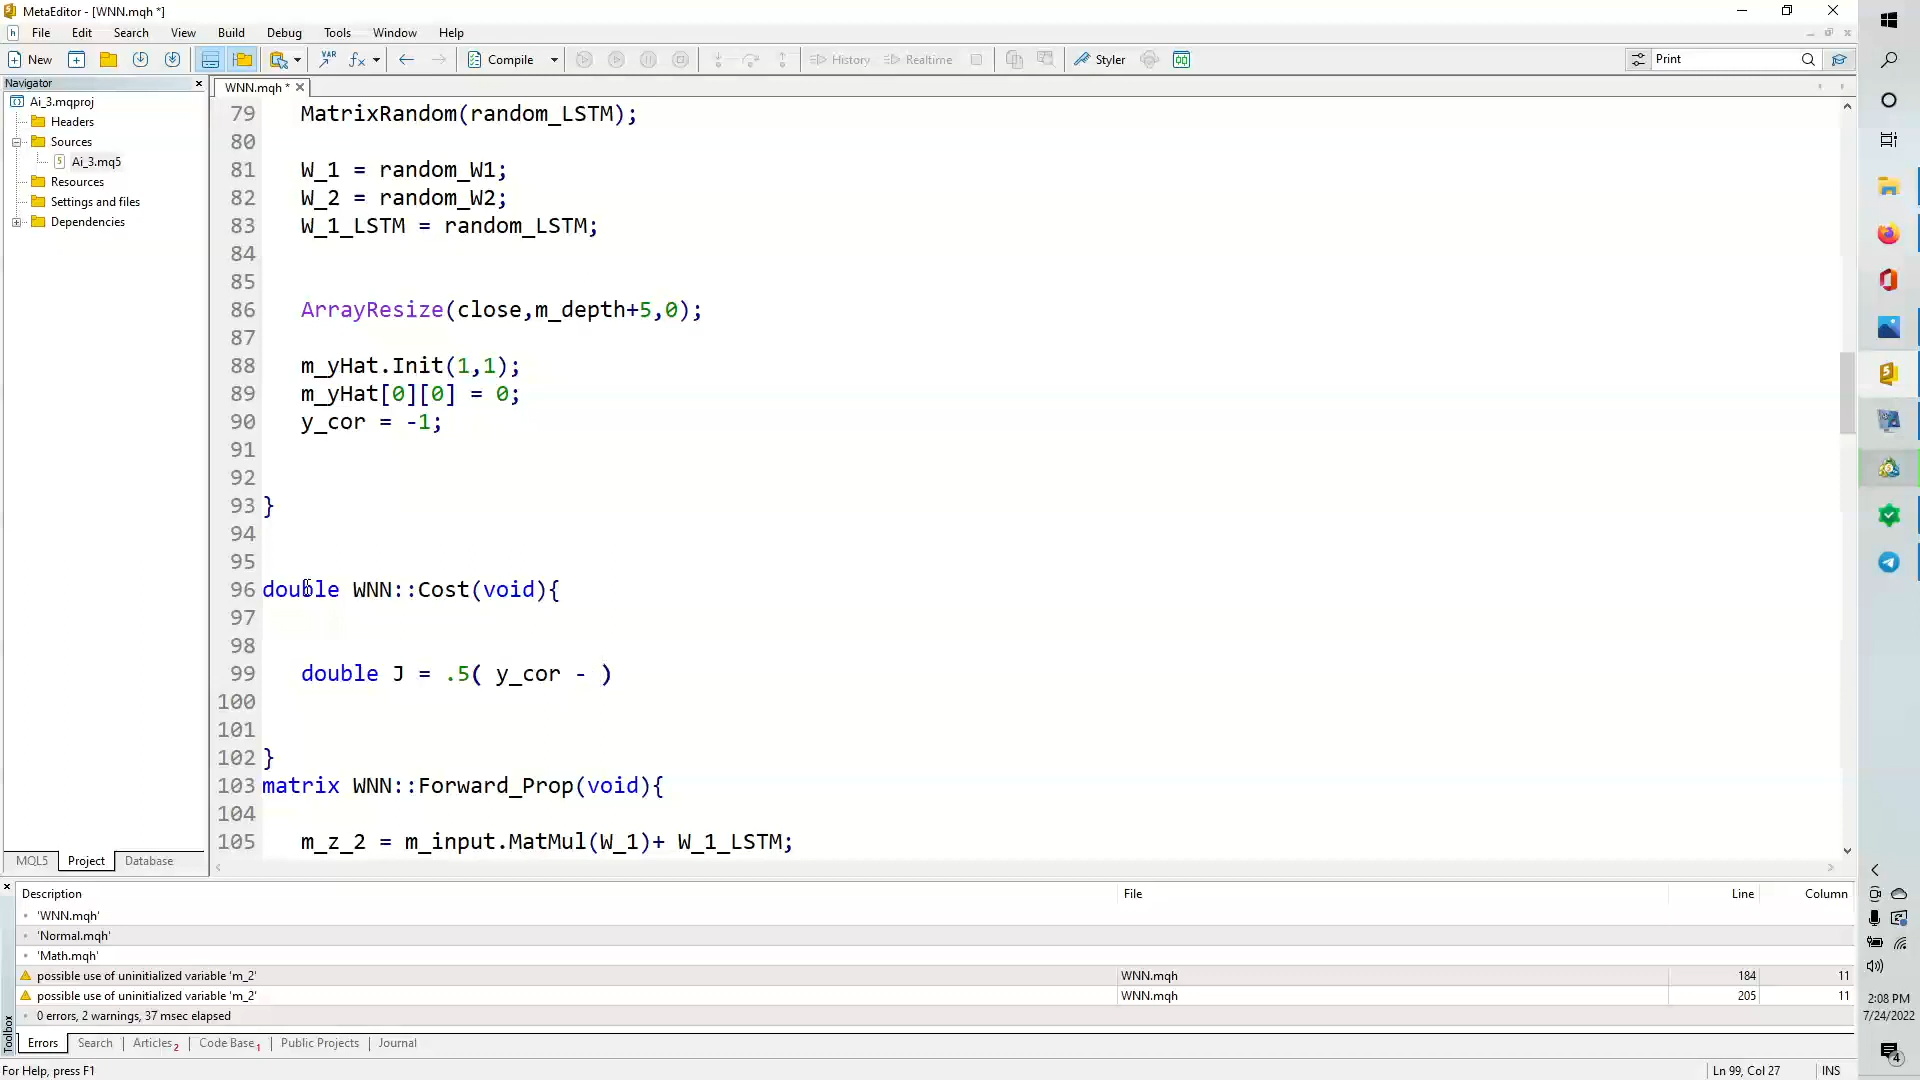 MetaEditor - [WNN.mqh *]
File Edit Search View Build Debug Tools Window Help
New Compile History Realtime Styler Print
Navigator
Ai_3.mqproj
Headers
Sources
Ai_3.mq5
Resources
Settings and files
Dependencies
MQL5 Project Database
WNN.mqh *
79 MatrixRandom(random_LSTM);
80
81 W_1 = random_W1;
82 W_2 = random_W2;
83 W_1_LSTM = random_LSTM;
84
85
86 ArrayResize(close,m_depth+5,0);
87
88 m_yHat.Init(1,1);
89 m_yHat[0][0] = 0;
90 y_cor = -1;
91
92
93 }
94
95
96 double WNN::Cost(void){
97
98
99 double J = .5( y_cor - )
100
101
102 }
103 matrix WNN::Forward_Prop(void){
104
105 m_z_2 = m_input.MatMul(W_1)+ W_1_LSTM;
Description File Line Column
'WNN.mqh'
'Normal.mqh'
'Math.mqh'
possible use of uninitialized variable 'm_2' WNN.mqh 184 11
possible use of uninitialized variable 'm_2' WNN.mqh 205 11
0 errors, 2 warnings, 37 msec elapsed
Toolbox
Errors Search Articles 2 Code Base 1 Public Projects Journal
For Help, press F1 Ln 99, Col 27 INS
2:08 PM
7/24/2022
4